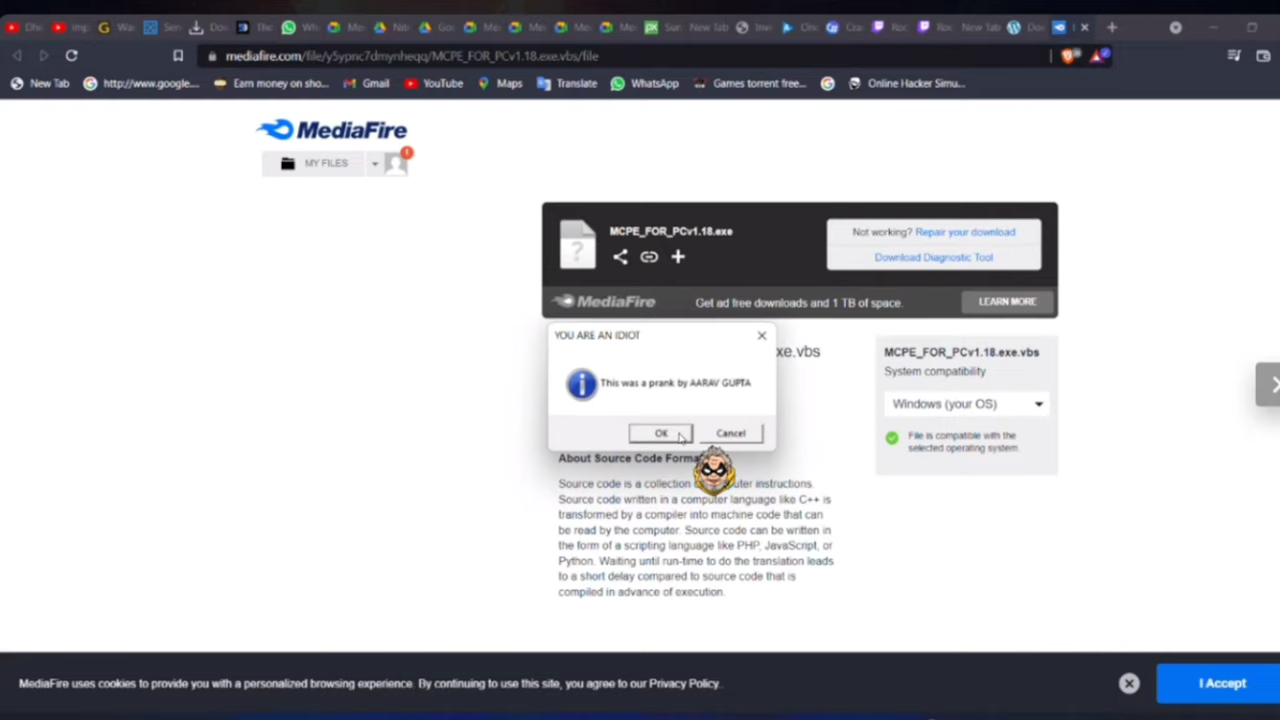 mediafire.com/file/y5ypnc7dmynheqq/MCPE_FOR_PCv1.18.exe.vbs/file
New Tab
http://www.google...
Earn money on sho...
Gmail
YouTube
Maps
Translate
WhatsApp
Games torrent free...
Online Hacker Simu...
MediaFire
MY FILES
1
MCPE_FOR_PCv1.18.exe
Not working? Repair your download
Download Diagnostic Tool
MediaFire
Get ad free downloads and 1 TB of space.
LEARN MORE
YOU ARE AN IDIOT
This was a prank by AARAV GUPTA
OK
Cancel
xe.vbs
MCPE_FOR_PCv1.18.exe.vbs
System compatibility
Windows (your OS)
File is compatible with the
selected operating system.
About Source Code Forma
Source code is a collection uter instructions.
Source code written in a computer language like C++ is
transformed by a compiler into machine code that can
be read by the computer. Source code can be written in
the form of a scripting language like PHP, JavaScript, or
Python. Waiting until run-time to do the translation leads
to a short delay compared to source code that is
compiled in advance of execution.
MediaFire uses cookies to provide you with a personalized browsing experience. By continuing to use this site, you agree to our Privacy Policy.
I Accept